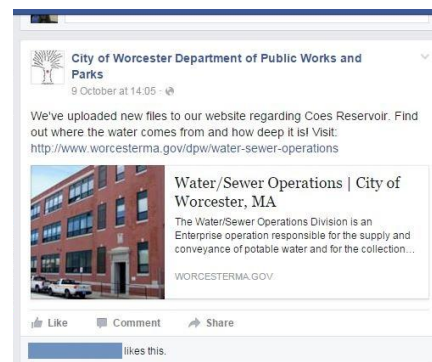 City of Worcester Department of Public Works and
Parks
9 October at 14:05 ·
We've uploaded new files to our website regarding Coes Reservoir. Find
out where the water comes from and how deep it is! Visit:
http://www.worcesterma.gov/dpw/water-sewer-operations
Water/Sewer Operations | City of
Worcester, MA
The Water/Sewer Operations Division is an
Enterprise operation responsible for the supply and
conveyance of potable water and for the collection...
WORCESTERMA.GOV
Like Comment Share
likes this.